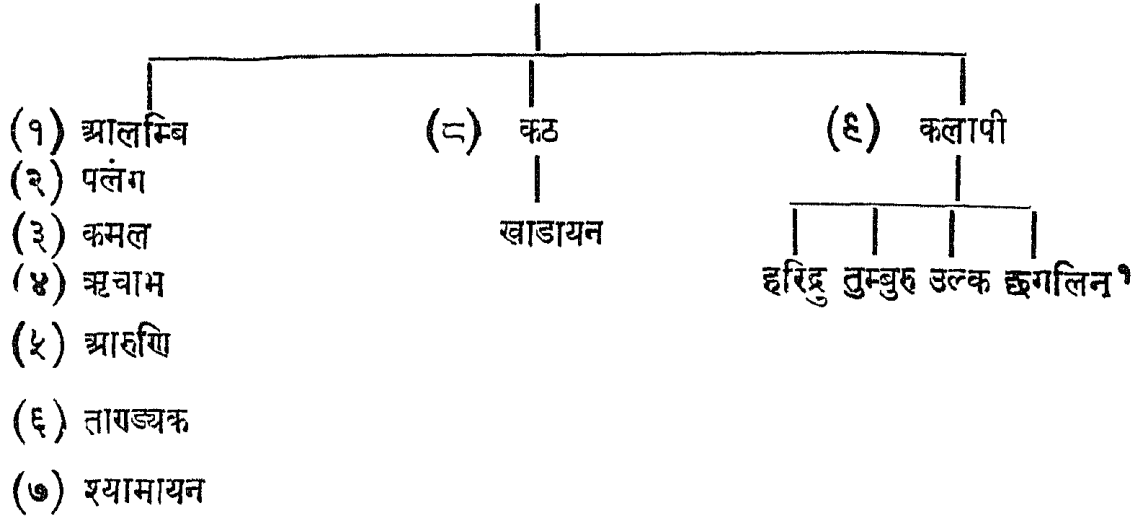 (१) आलम्बि (८) कठ (९) कलापी
(२) पलंग
(३) कमल खाडायन
(४) ऋचाभ हरिद्रु तुम्बुरु उल्क छगलिन्¹
(५) आरुणि
(६) ताण्ड्यक
(७) श्यामायन